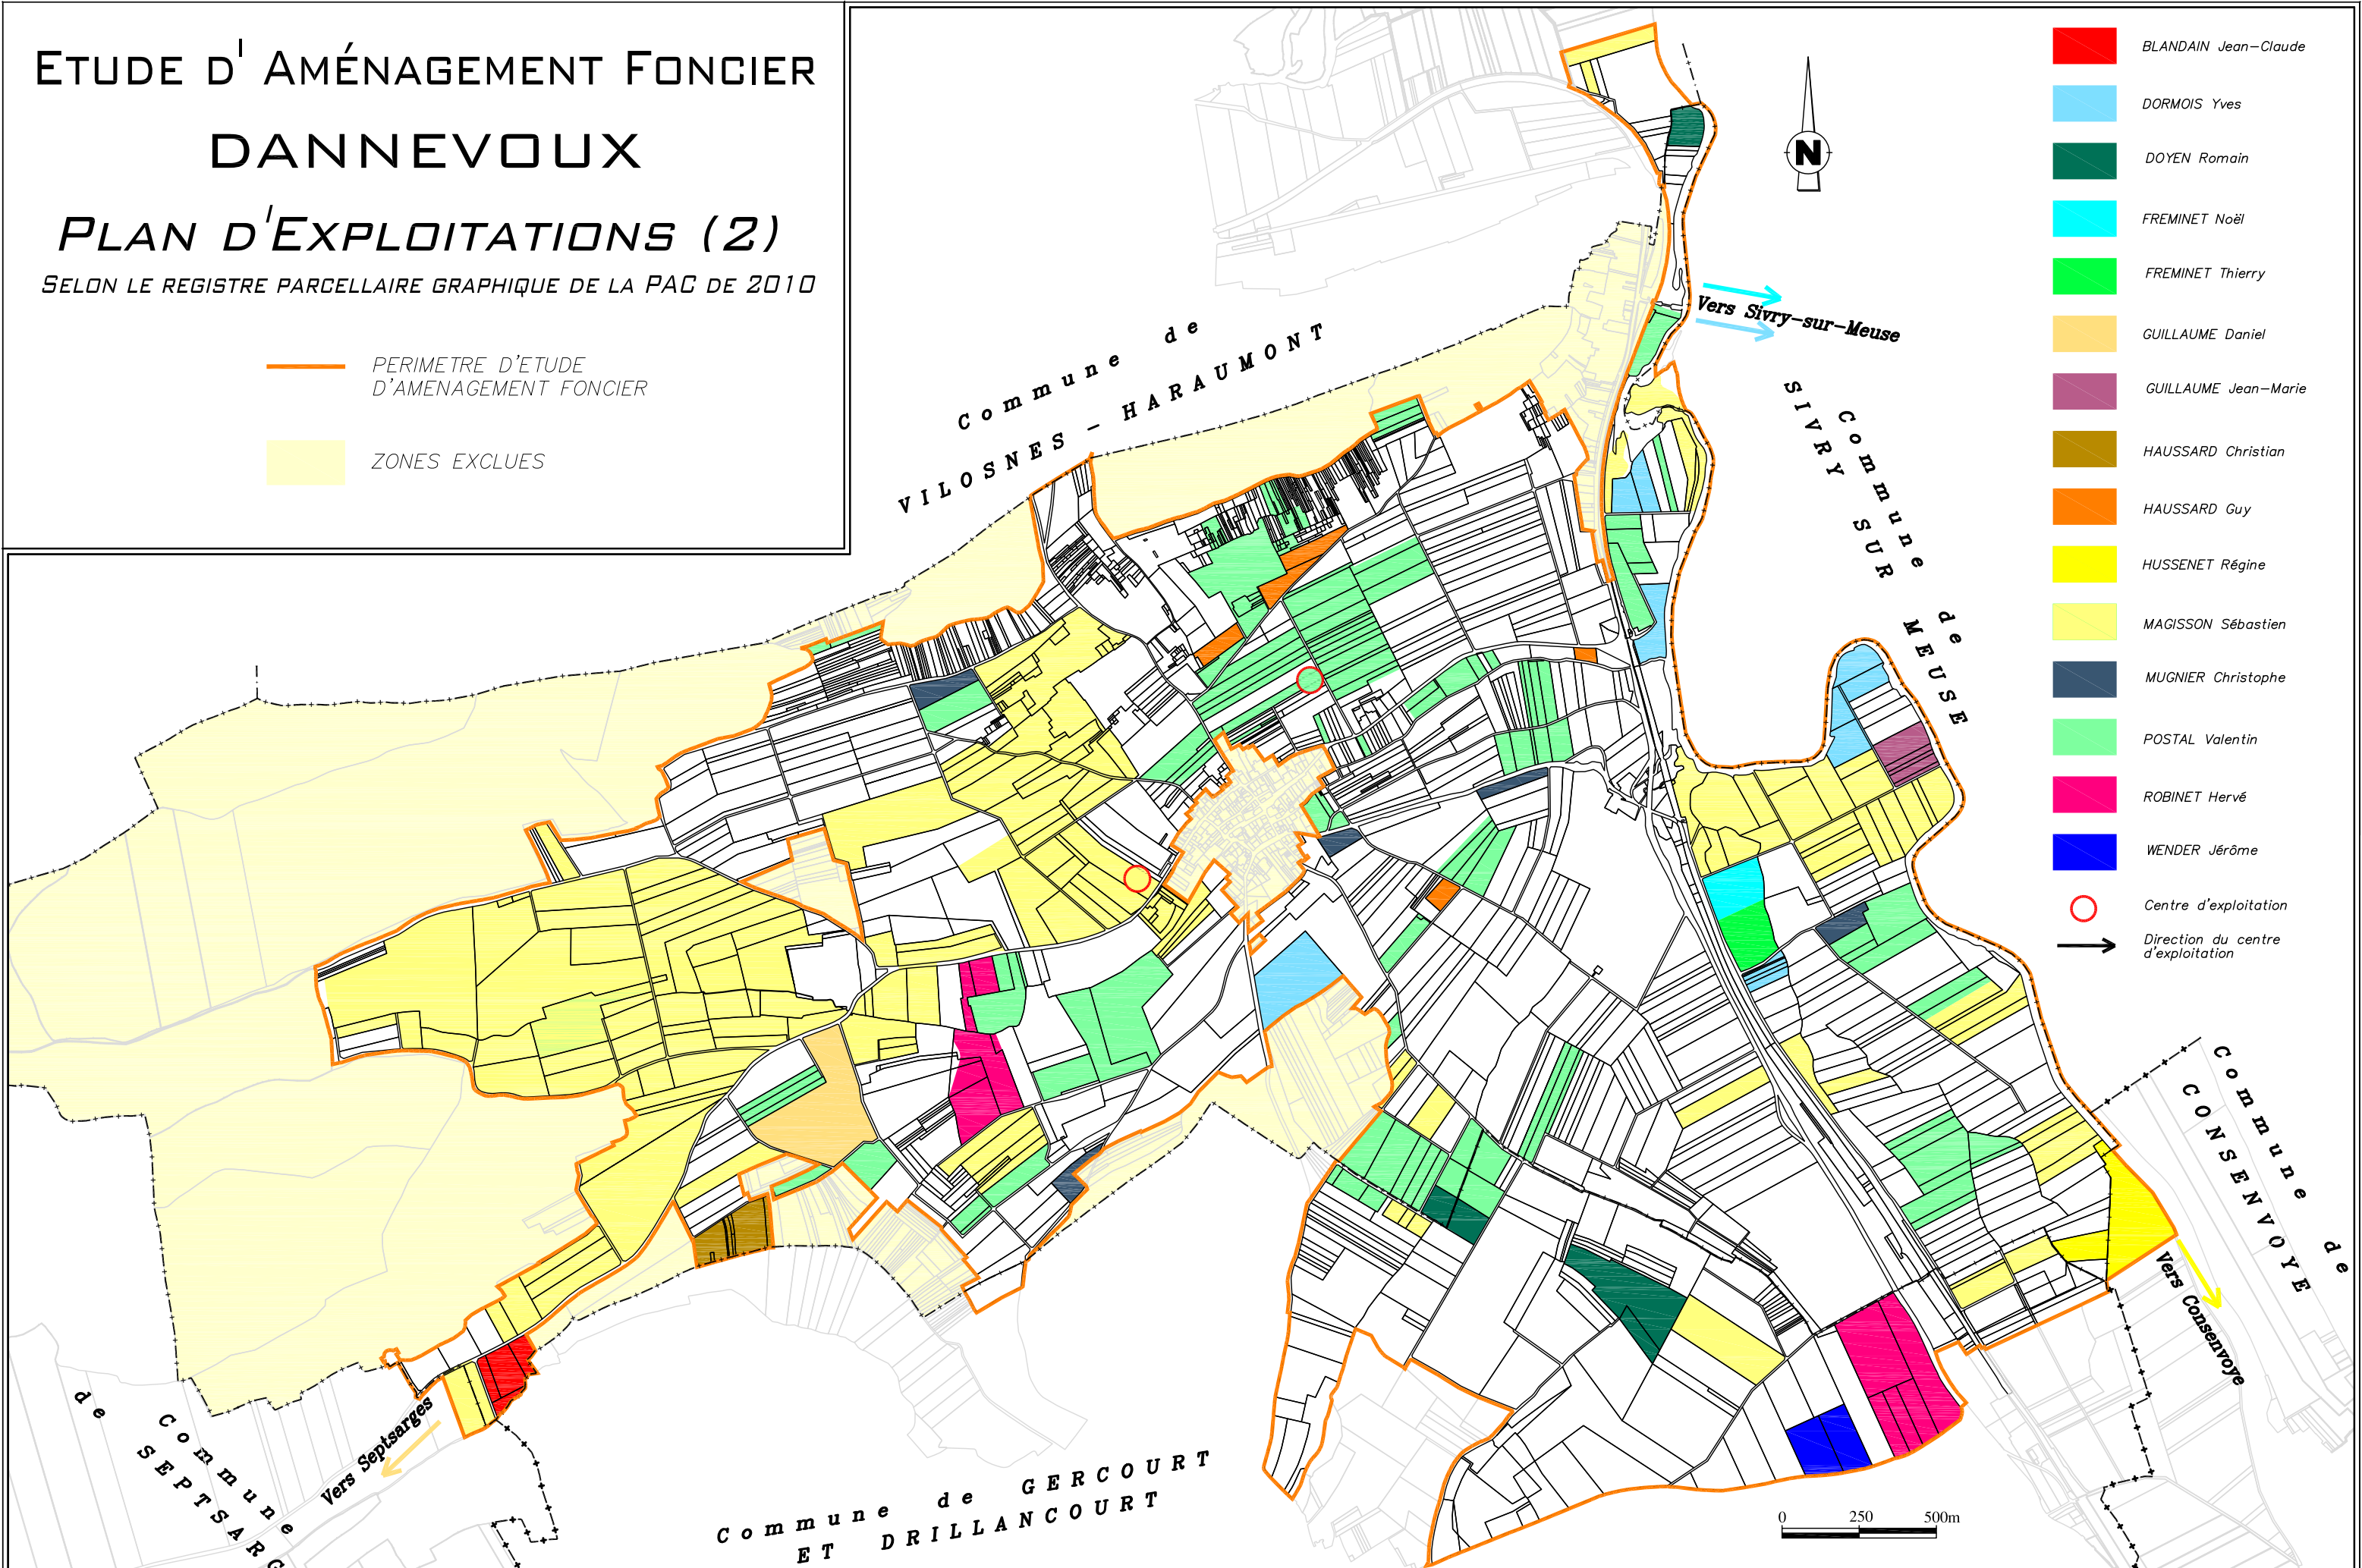 ETUDE D' AMÉNAGEMENT FONCIER
DANNEVOUX
PLAN D'EXPLOITATIONS (2)
SELON LE REGISTRE PARCELLAIRE GRAPHIQUE DE LA PAC DE 2010
PERIMETRE D'ETUDE
D'AMENAGEMENT FONCIER
ZONES EXCLUES
BLANDAIN Jean-Claude
DORMOIS Yves
DOYEN Romain
FREMINET Noël
FREMINET Thierry
GUILLAUME Daniel
GUILLAUME Jean-Marie
HAUSSARD Christian
HAUSSARD Guy
HUSSENET Régine
MAGISSON Sébastien
MUGNIER Christophe
POSTAL Valentin
ROBINET Hervé
WENDER Jérôme
Centre d'exploitation
Direction du centre
d'exploitation
N
Commune de
VILOSNES - HARAUMONT
Vers Sivry-sur-Meuse
Commune de
SIVRY SUR MEUSE
Commune de
CONSENVOYE
Vers Consenvoye
Vers Septsarges
Commune de
SEPTSARG
Commune de GERCOURT
ET DRILLANCOURT
0 250 500m